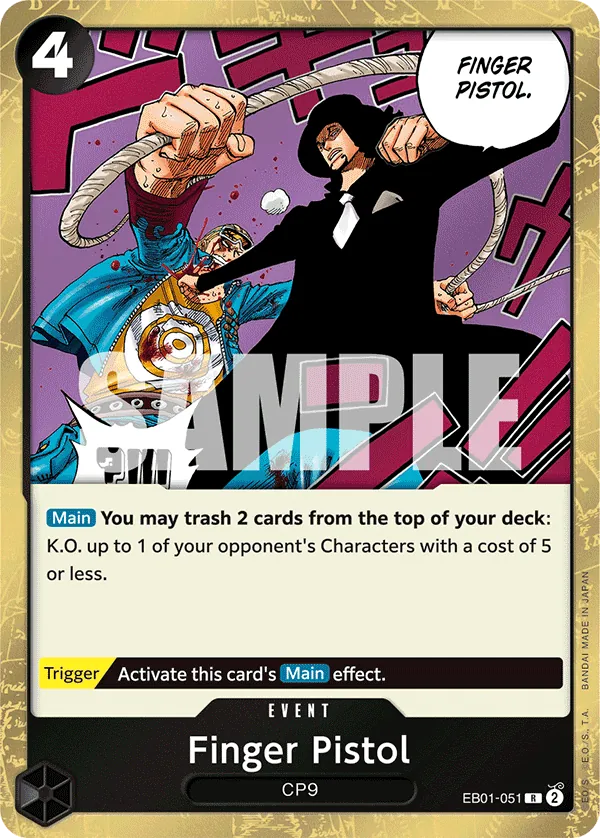 4
FINGER
PISTOL.
SAMPLE
Main You may trash 2 cards from the top of your deck:
K.O. up to 1 of your opponent's Characters with a cost of 5
or less.
Trigger Activate this card's Main effect.
EVENT
Finger Pistol
CP9
EB01-051 R 2
BANDAI MADE IN JAPAN